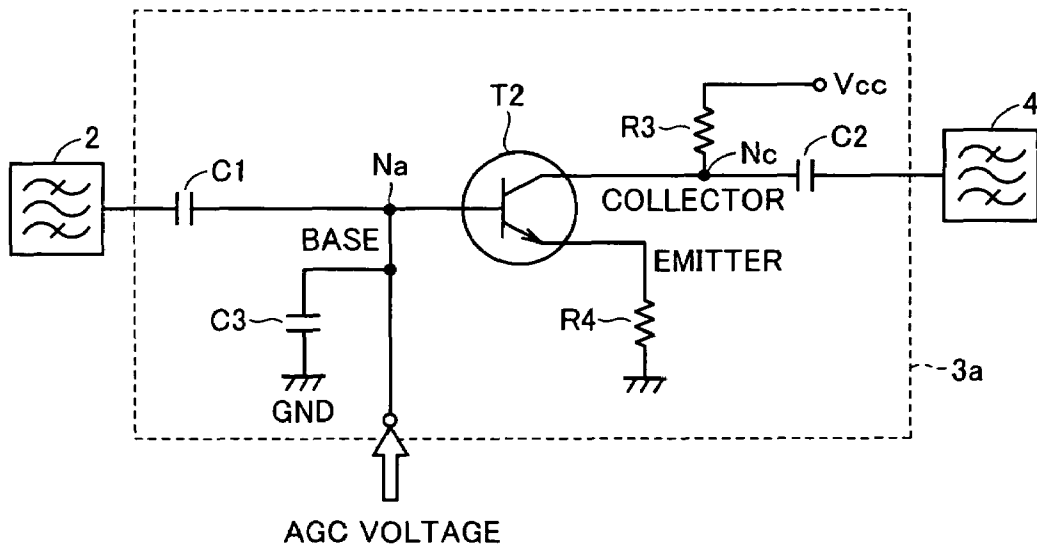 Vcc
T2
R3
C2
4
2
C1
Na
Nc
COLLECTOR
BASE
EMITTER
C3
R4
3a
GND
AGC VOLTAGE